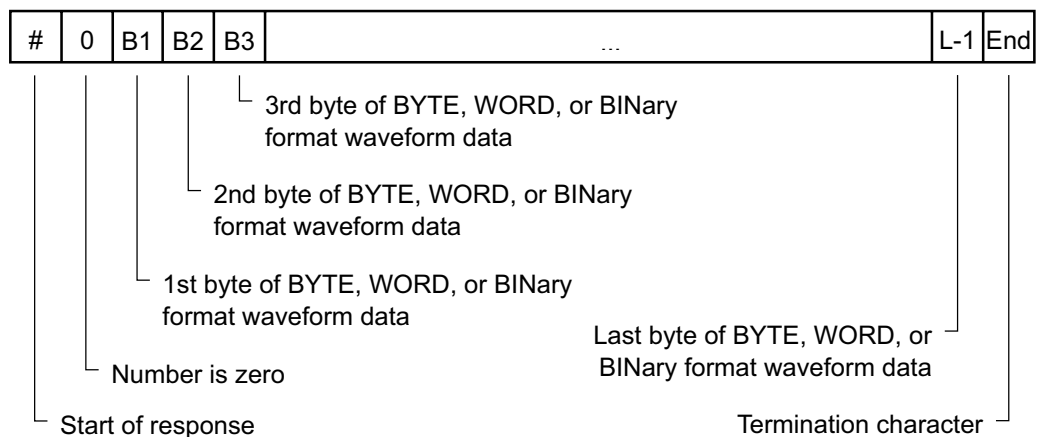 # 0 B1 B2 B3 ... L-1 End
3rd byte of BYTE, WORD, or BINary
format waveform data
2nd byte of BYTE, WORD, or BINary
format waveform data
1st byte of BYTE, WORD, or BINary
format waveform data
Last byte of BYTE, WORD, or
BINary format waveform data
Number is zero
Start of response
Termination character